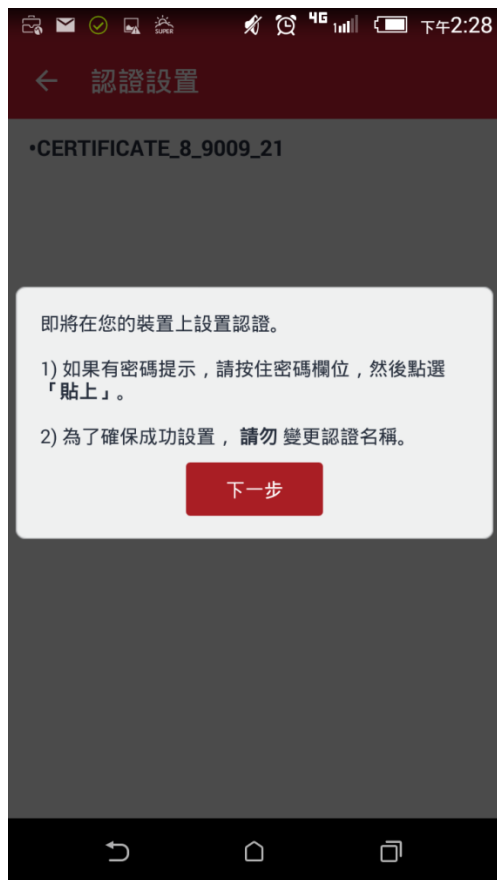 SUPER 4G 下午2:28
認證設置
•CERTIFICATE_8_9009_21
即將在您的裝置上設置認證。
1) 如果有密碼提示，請按住密碼欄位，然後點選
「貼上」。
2) 為了確保成功設置， 請勿 變更認證名稱。
下一步